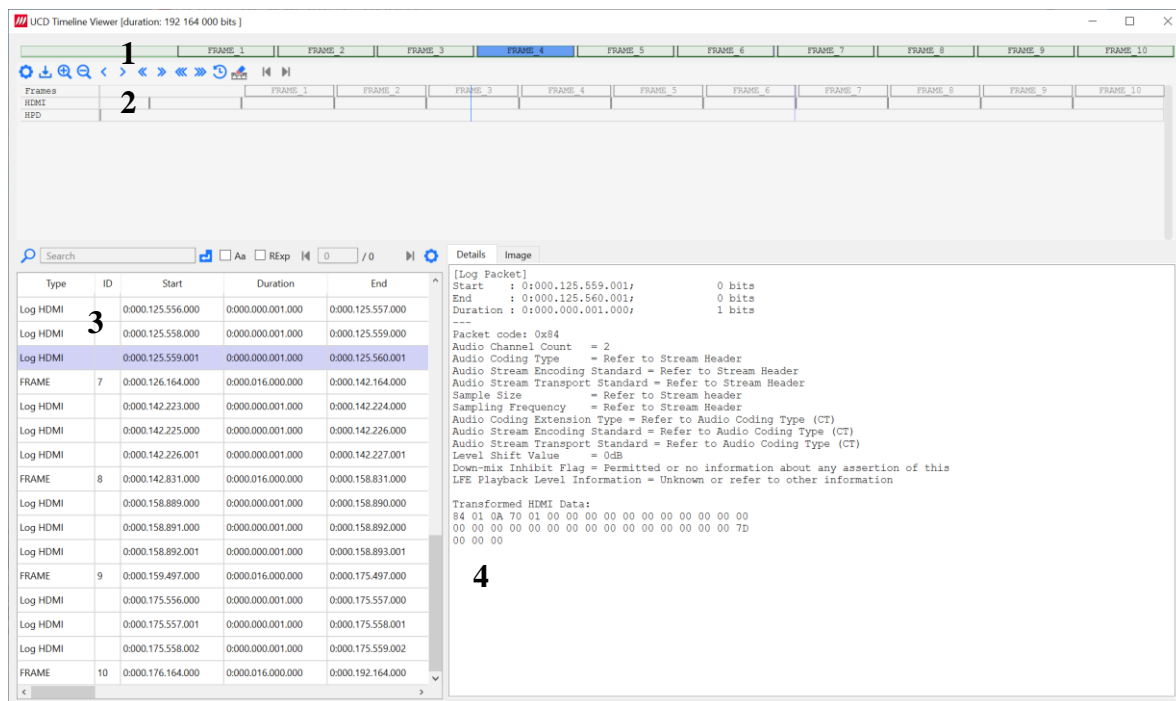 UCD Timeline Viewer [duration: 192 164 000 bits ]
1
FRAME_1 FRAME_2 FRAME_3 FRAME_4 FRAME_5 FRAME_6 FRAME_7 FRAME_8 FRAME_9 FRAME_10
Frames FRAME_1 FRAME_2 FRAME_3 FRAME_4 FRAME_5 FRAME_6 FRAME_7 FRAME_8 FRAME_9 FRAME_10
HDMI
2
HPD
Search Aa RExp 0 / 0
Type ID Start Duration End
Log HDMI 0:000.125.556.000 0:000.000.001.000 0:000.125.557.000
3
Log HDMI 0:000.125.558.000 0:000.000.001.000 0:000.125.559.000
Log HDMI 0:000.125.559.001 0:000.000.001.000 0:000.125.560.001
FRAME 7 0:000.126.164.000 0:000.016.000.000 0:000.142.164.000
Log HDMI 0:000.142.223.000 0:000.000.001.000 0:000.142.224.000
Log HDMI 0:000.142.225.000 0:000.000.001.000 0:000.142.226.000
Log HDMI 0:000.142.226.001 0:000.000.001.000 0:000.142.227.001
FRAME 8 0:000.142.831.000 0:000.016.000.000 0:000.158.831.000
Log HDMI 0:000.158.889.000 0:000.000.001.000 0:000.158.890.000
Log HDMI 0:000.158.891.000 0:000.000.001.000 0:000.158.892.000
Log HDMI 0:000.158.892.001 0:000.000.001.000 0:000.158.893.001
FRAME 9 0:000.159.497.000 0:000.016.000.000 0:000.175.497.000
Log HDMI 0:000.175.556.000 0:000.000.001.000 0:000.175.557.000
Log HDMI 0:000.175.557.001 0:000.000.001.000 0:000.175.558.001
Log HDMI 0:000.175.558.002 0:000.000.001.000 0:000.175.559.002
FRAME 10 0:000.176.164.000 0:000.016.000.000 0:000.192.164.000
Details Image
[Log Packet]
Start : 0:000.125.559.001; 0 bits
End : 0:000.125.560.001; 0 bits
Duration : 0:000.000.001.000; 1 bits
---
Packet code: 0x84
Audio Channel Count = 2
Audio Coding Type = Refer to Stream Header
Audio Stream Encoding Standard = Refer to Stream Header
Audio Stream Transport Standard = Refer to Stream Header
Sample Size = Refer to Stream header
Sampling Frequency = Refer to Stream Header
Audio Coding Extension Type = Refer to Audio Coding Type (CT)
Audio Stream Encoding Standard = Refer to Audio Coding Type (CT)
Audio Stream Transport Standard = Refer to Audio Coding Type (CT)
Level Shift Value = 0dB
Down-mix Inhibit Flag = Permitted or no information about any assertion of this
LFE Playback Level Information = Unknown or refer to other information
Transformed HDMI Data:
84 01 0A 70 01 00 00 00 00 00 00 00 00 00 00 00
00 00 00 00 00 00 00 00 00 00 00 00 00 00 00 7D
00 00 00
4